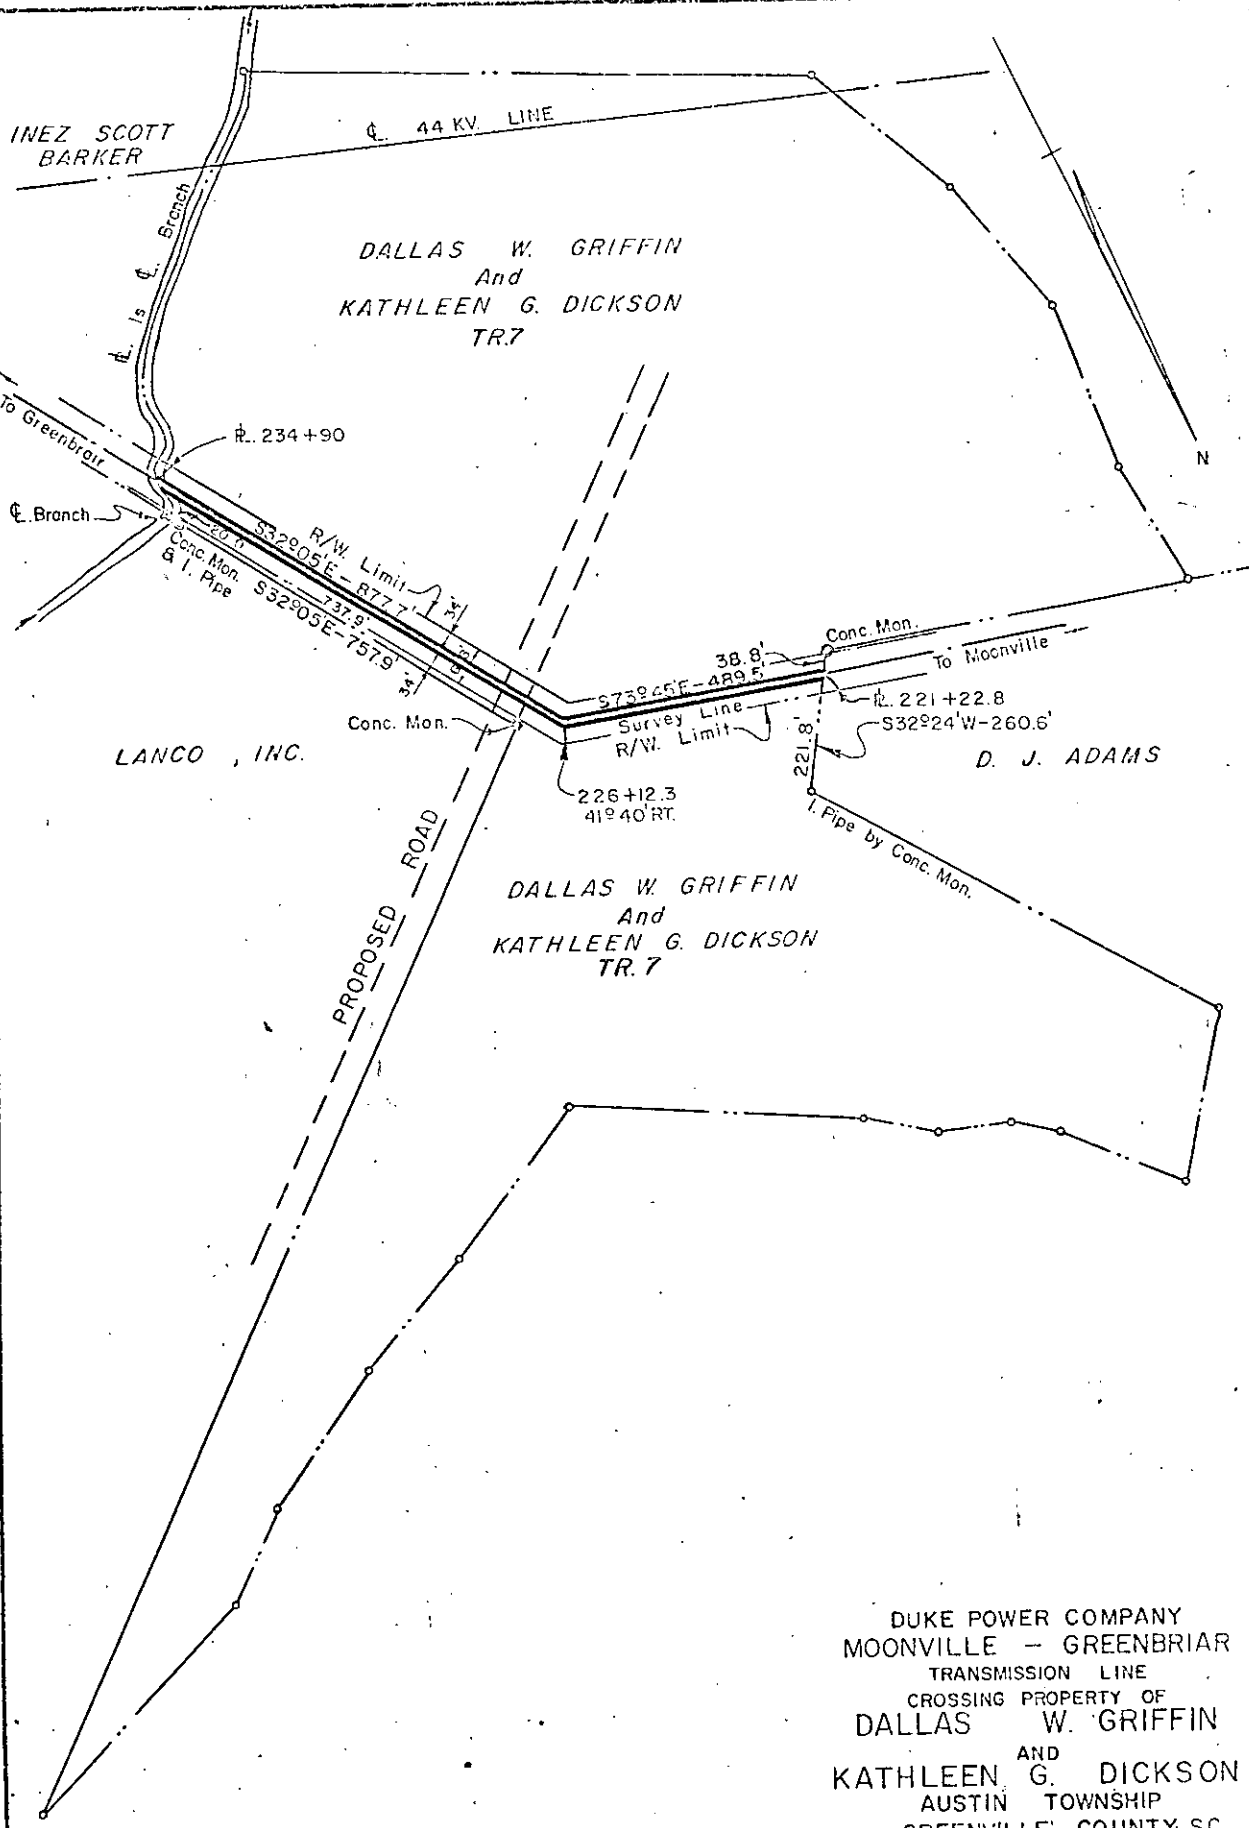 INEZ SCOTT
BARKER
℄ 44 KV. LINE
℄ Is ℄ Branch
DALLAS W. GRIFFIN
And
KATHLEEN G. DICKSON
TR.7
N
To Greenbrair
234+90
℄ Branch
20.0
Conc. Mon.
& I. Pipe
R/W. Limit
S32°05'E - 877.7'
34'
737.9'
S32°05'E - 757.9'
34'
Conc. Mon.
Conc. Mon.
38.8'
To Moonville
S73°45'E - 489.5'
221+22.8
Survey Line
S32°24'W - 260.6'
R/W. Limit
221.8'
LANCO , INC.
D. J. ADAMS
226+12.3
41°40' RT.
I. Pipe by Conc. Mon.
PROPOSED ROAD
DALLAS W. GRIFFIN
And
KATHLEEN G. DICKSON
TR. 7
DUKE POWER COMPANY
MOONVILLE - GREENBRIAR
TRANSMISSION LINE
CROSSING PROPERTY OF
DALLAS W. GRIFFIN
AND
KATHLEEN G. DICKSON
AUSTIN TOWNSHIP
GREENVILLE COUNTY S.C.